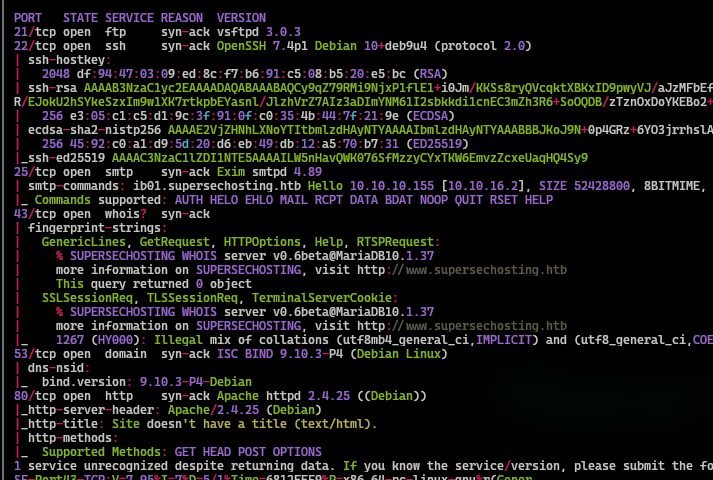 PORT   STATE SERVICE REASON  VERSION
21/tcp open  ftp     syn-ack vsftpd 3.0.3
22/tcp open  ssh     syn-ack OpenSSH 7.4p1 Debian 10+deb9u4 (protocol 2.0)
| ssh-hostkey:
|   2048 df:94:47:03:09:ed:8c:f7:b6:91:c5:08:b5:20:e5:bc (RSA)
| ssh-rsa AAAAB3NzaC1yc2EAAAADAQABAAABAQCy9qZ79RMi9NjxP1flE1+i0Jm/KKSs8ryQVcqktXBKxID9pwyVJ/aJzMFbEf
R/EJokU2hSYkeSzxIm9w1XK7rtkpbEYasnl/JlzhVrZ7AIz3aDImYNM61I2sbkkdi1cnEC3mZh3R6+SoOQDB/zTznOxDoYKEBo2+
|   256 e3:05:c1:c5:d1:9c:3f:91:0f:c0:35:4b:44:7f:21:9e (ECDSA)
| ecdsa-sha2-nistp256 AAAAE2VjZHNhLXNoYTItbmlzdHAyNTYAAAAIbmlzdHAyNTYAAABBBJKoJ9N+0p4GRz+6YO3jrrhslA
|   256 45:92:c0:a1:d9:5d:20:d6:eb:49:db:12:a5:70:b7:31 (ED25519)
|_ssh-ed25519 AAAAC3NzaC1lZDI1NTE5AAAAILW5nHavQWK076SfMzzyCYxTKW6EmvzZcxeUaqHQ4Sy9
25/tcp open  smtp    syn-ack Exim smtpd 4.89
| smtp-commands: ib01.supersechosting.htb Hello 10.10.10.155 [10.10.16.2], SIZE 52428800, 8BITMIME,
|_ Commands supported: AUTH HELO EHLO MAIL RCPT DATA BDAT NOOP QUIT RSET HELP
43/tcp open  whois?  syn-ack
| fingerprint-strings:
|   GenericLines, GetRequest, HTTPOptions, Help, RTSPRequest:
|     % SUPERSECHOSTING WHOIS server v0.6beta@MariaDB10.1.37
|     more information on SUPERSECHOSTING, visit http://www.supersechosting.htb
|     This query returned 0 object
|   SSLSessionReq, TLSSessionReq, TerminalServerCookie:
|     % SUPERSECHOSTING WHOIS server v0.6beta@MariaDB10.1.37
|     more information on SUPERSECHOSTING, visit http://www.supersechosting.htb
|_    1267 (HY000): Illegal mix of collations (utf8mb4_general_ci,IMPLICIT) and (utf8_general_ci,COE
53/tcp open  domain  syn-ack ISC BIND 9.10.3-P4 (Debian Linux)
| dns-nsid:
|_  bind.version: 9.10.3-P4-Debian
80/tcp open  http    syn-ack Apache httpd 2.4.25 ((Debian))
|_http-server-header: Apache/2.4.25 (Debian)
|_http-title: Site doesn't have a title (text/html).
| http-methods:
|_  Supported Methods: GET HEAD POST OPTIONS
1 service unrecognized despite returning data. If you know the service/version, please submit the fo